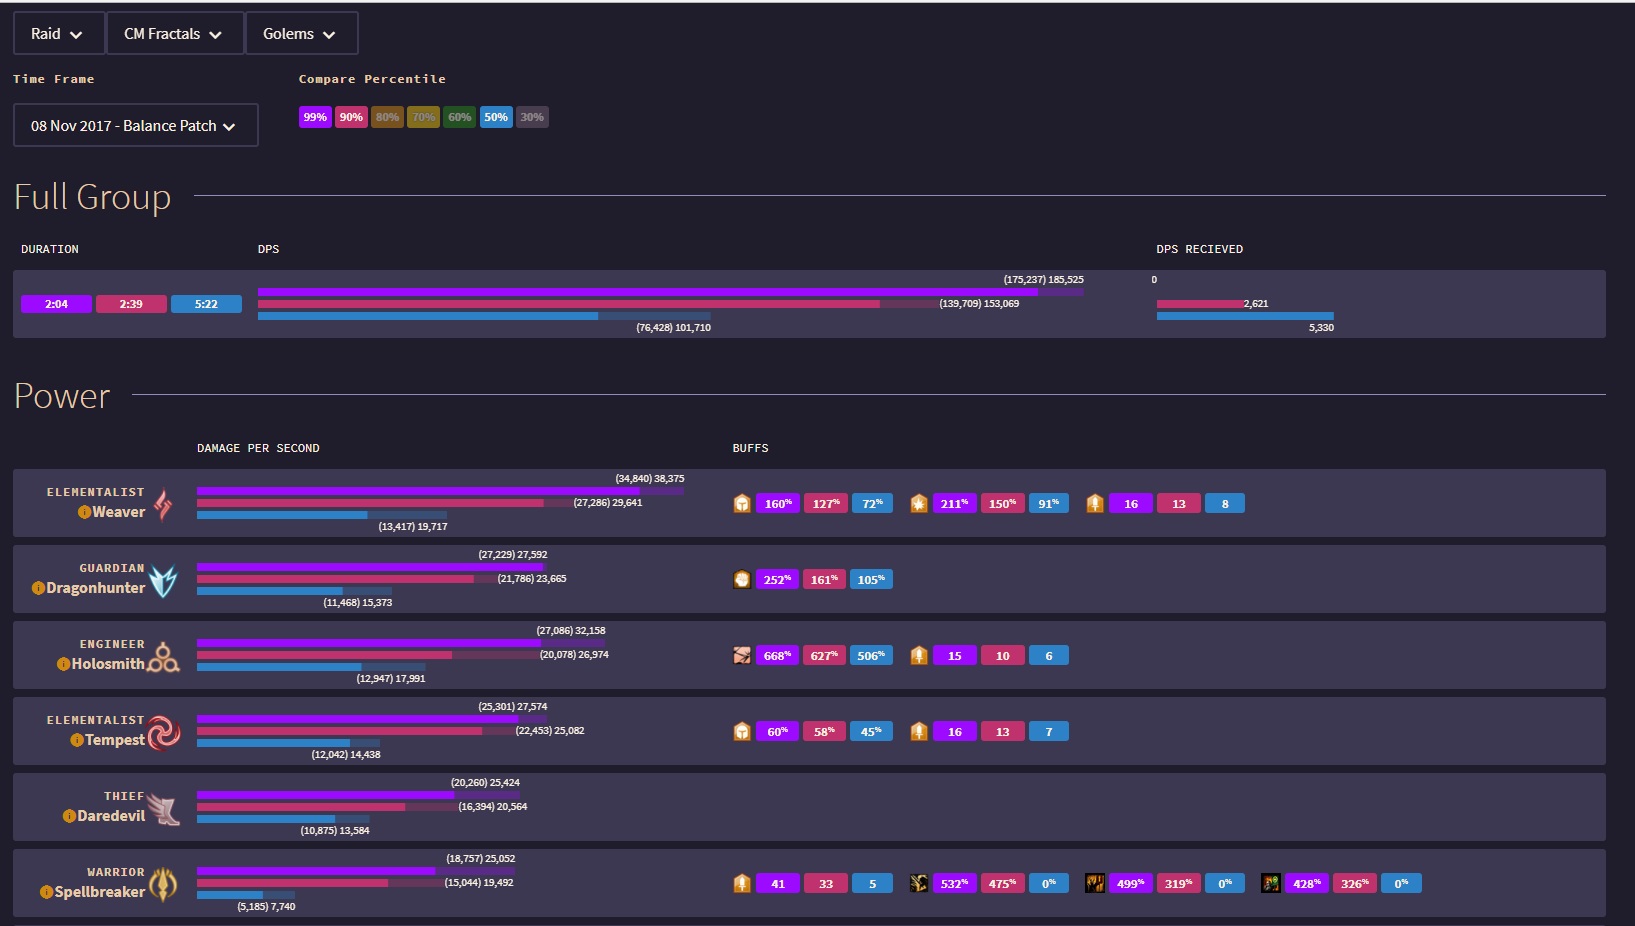 Raid CM Fractals Golems
Time Frame Compare Percentile
99% 90% 80% 70% 60% 50% 30%
08 Nov 2017 - Balance Patch
Full Group
DURATION DPS DPS RECIEVED
(175,237) 185,525 0
2:04 2:39 5:22 (139,709) 153,069 2,621
(76,428) 101,710 5,330
Power
DAMAGE PER SECOND BUFFS
(34,840) 38,375
ELEMENTALIST
Weaver (27,286) 29,641 160% 127% 72% 211% 150% 91% 16 13 8
(13,417) 19,717
(27,229) 27,592
GUARDIAN
Dragonhunter (21,786) 23,665 252% 161% 105%
(11,468) 15,373
(27,086) 32,158
ENGINEER
Holosmith (20,078) 26,974 668% 627% 506% 15 10 6
(12,947) 17,991
(25,301) 27,574
ELEMENTALIST
Tempest (22,453) 25,082 60% 58% 45% 16 13 7
(12,042) 14,438
(20,260) 25,424
THIEF
Daredevil (16,394) 20,564
(10,875) 13,584
(18,757) 25,052
WARRIOR
Spellbreaker (15,044) 19,492 41 33 5 532% 475% 0% 499% 319% 0% 428% 326% 0%
(5,185) 7,740